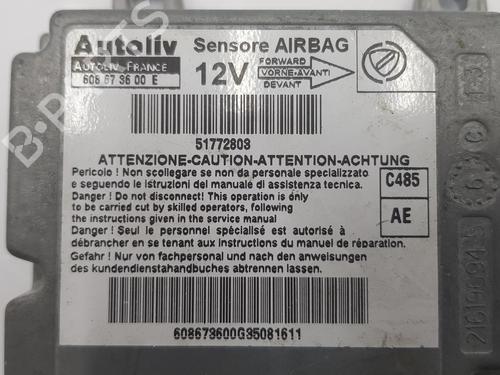 Autoliv Sensore AIRBAG
AUTOLIV-FRANCE
608 67 36 00 E
12V
FORWARD
VORNE-AVANTI
DEVANT
51772803
ATTENZIONE-CAUTION-ATTENTION-ACHTUNG
Pericolo ! Non scollegare se non da personale specializzato
e seguendo le istruzioni del manuale di assistenza tecnica.
Danger ! Do not disconnect! This operation is only
to be carried cut by skilled operators, following
the instructions given in the service manual
Danger ! Seul le personnel spécialisé est autorisé à
débrancher en se tenant aux instructions du manuel de réparation.
Gefahr ! Nur von fachpersonal und nach anweisungen
des kundendiensthandbuches abtrennen lassen.
C485
AE
608673600G35081611